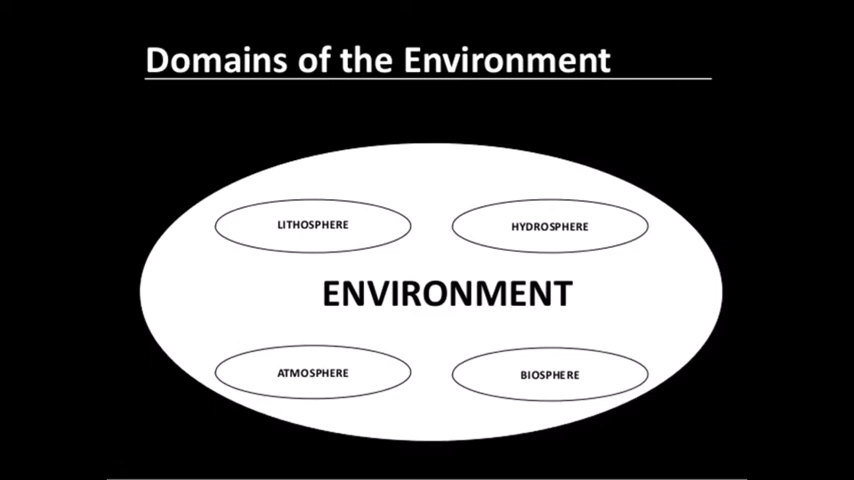 Domains of the Environment
LITHOSPHERE
HYDROSPHERE
ENVIRONMENT
ATMOSPHERE
BIOSPHERE